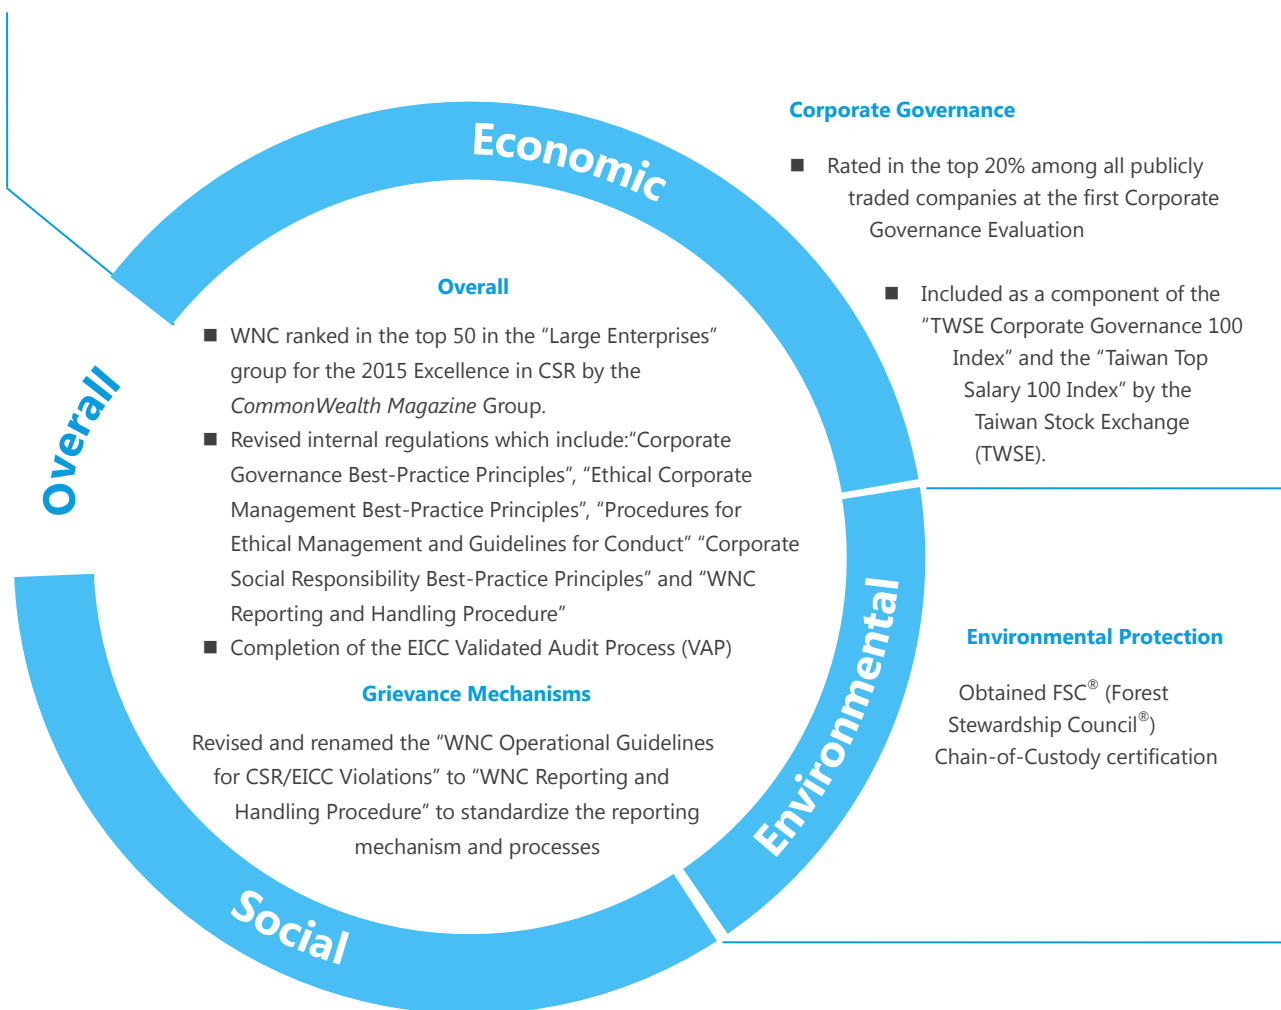 Economic
Corporate Governance
■ Rated in the top 20% among all publicly
traded companies at the first Corporate
Governance Evaluation
■ Included as a component of the
“TWSE Corporate Governance 100
Index” and the “Taiwan Top
Salary 100 Index” by the
Taiwan Stock Exchange
(TWSE).
Overall
Overall
■ WNC ranked in the top 50 in the “Large Enterprises”
group for the 2015 Excellence in CSR by the
CommonWealth Magazine Group.
■ Revised internal regulations which include:“Corporate
Governance Best-Practice Principles”, “Ethical Corporate
Management Best-Practice Principles”, “Procedures for
Ethical Management and Guidelines for Conduct” “Corporate
Social Responsibility Best-Practice Principles” and “WNC
Reporting and Handling Procedure”
■ Completion of the EICC Validated Audit Process (VAP)
Grievance Mechanisms
Revised and renamed the “WNC Operational Guidelines
for CSR/EICC Violations” to “WNC Reporting and
Handling Procedure” to standardize the reporting
mechanism and processes
Environmental
Environmental Protection
Obtained FSC® (Forest
Stewardship Council®)
Chain-of-Custody certification
Social